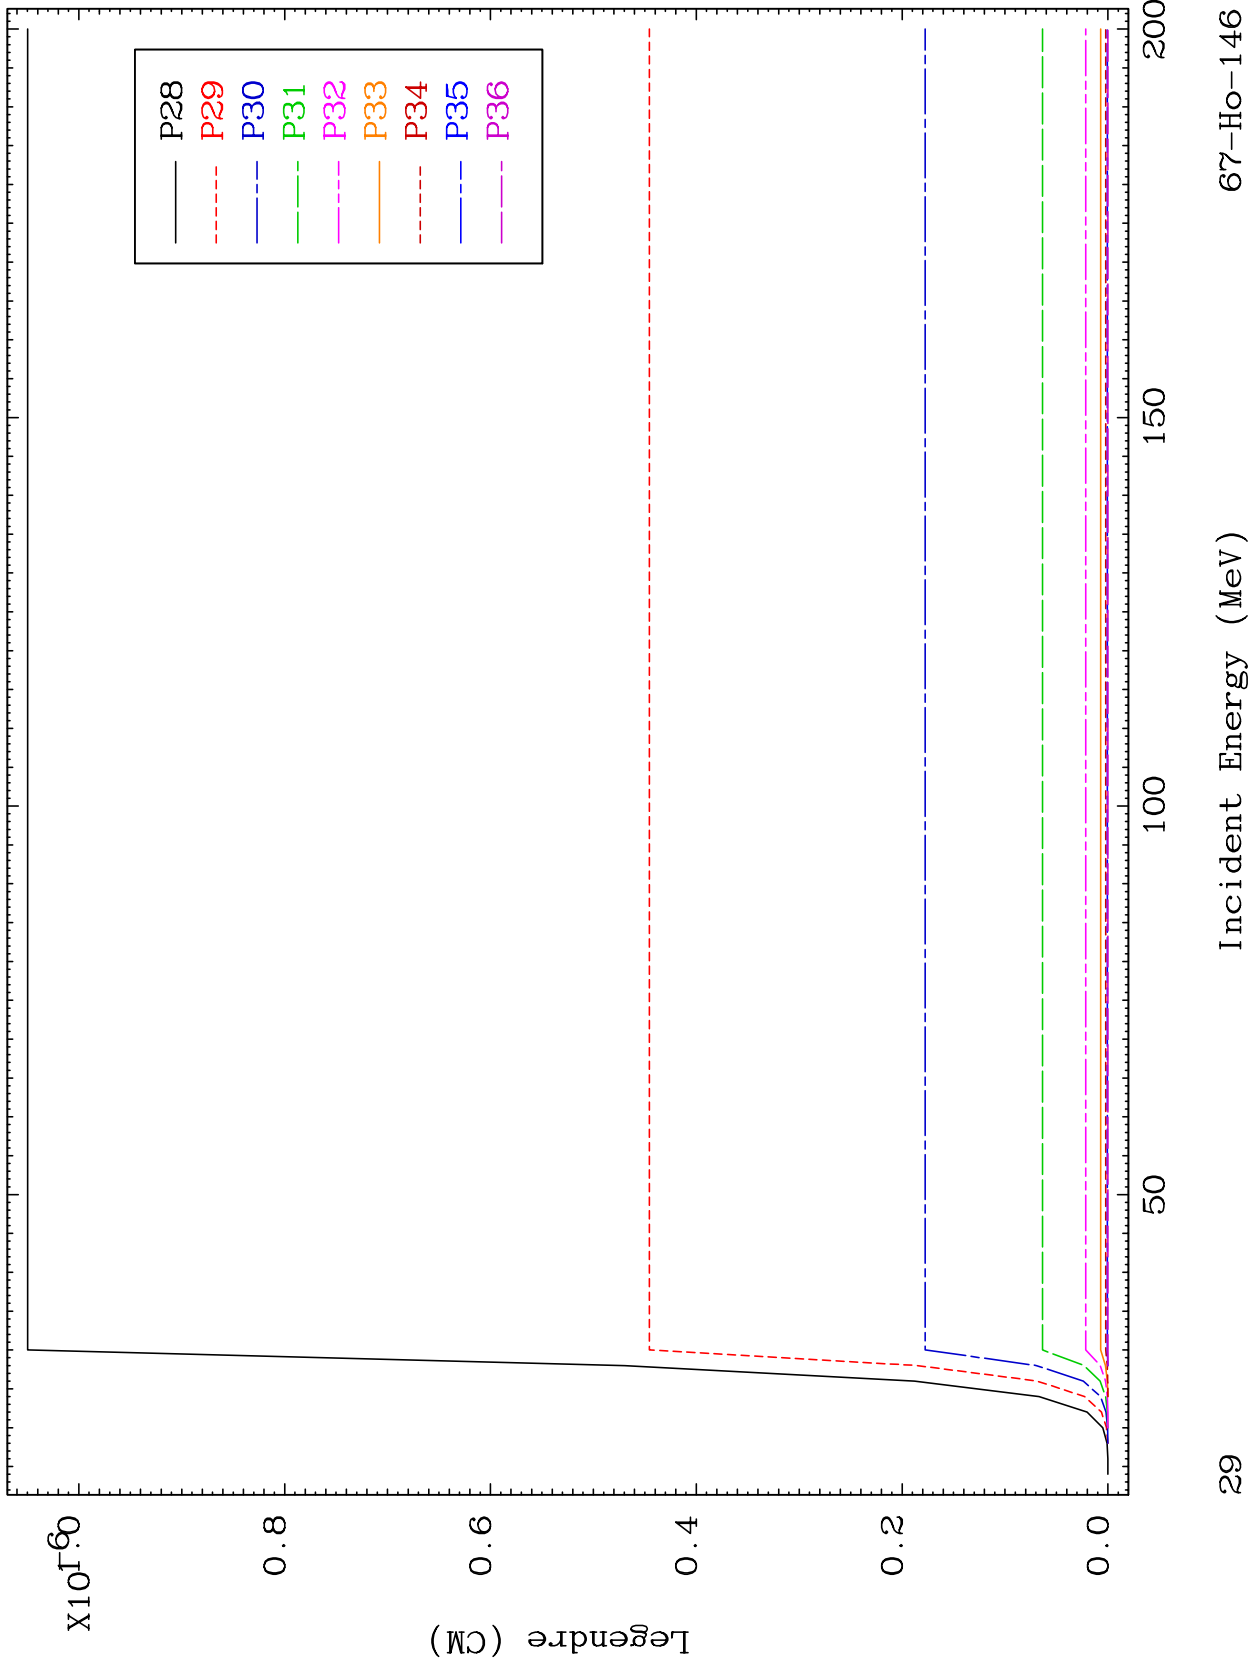 X10-6
1.0
0.8
0.6
0.4
0.2
0.0
Legendre (CM)
P28
P29
P30
P31
P32
P33
P34
P35
P36
50
100
150
200
29
Incident Energy (MeV)
67-Ho-146